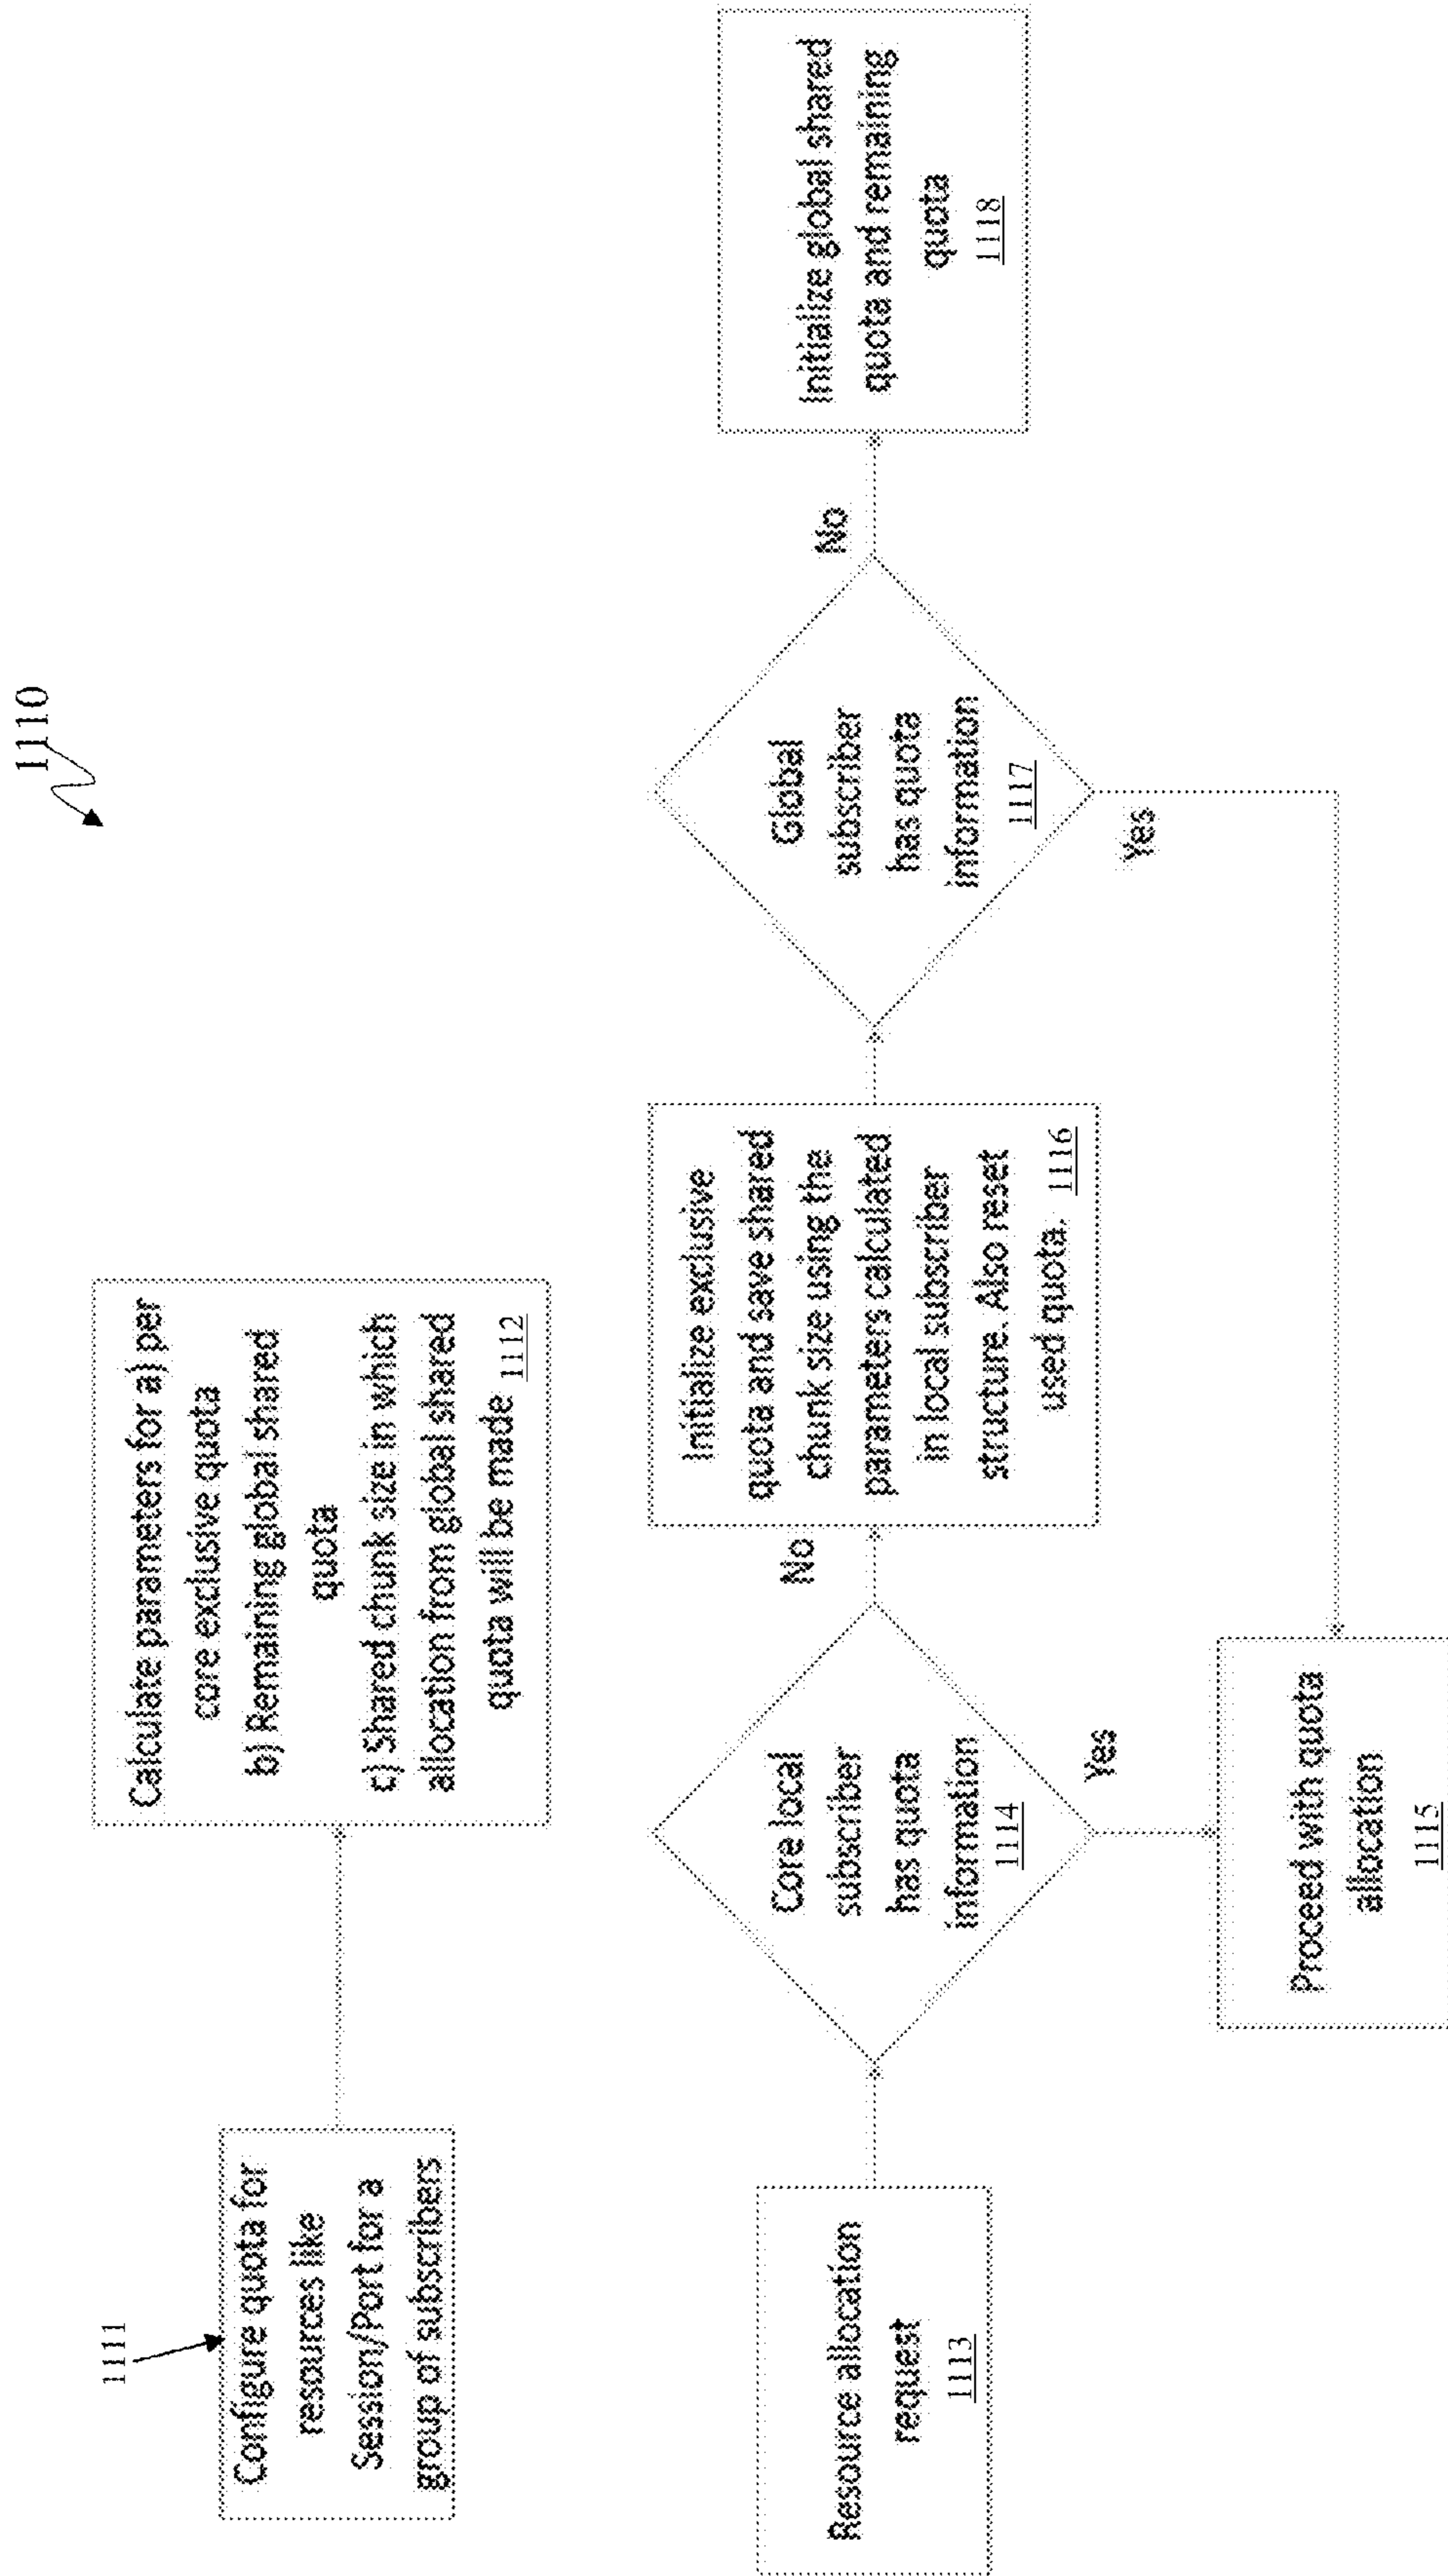 1110
1111
Configure quota for
resources like
Session/Port for a
group of subscribers
Calculate parameters for a) per
core exclusive quota
b) Remaining global shared
quota
c) Shared chunk size in which
allocation from global shared
quota will be made 1112
Resource allocation
request
1113
Core local
subscriber
has quota
information
1114
No
Yes
Initialize exclusive
quota and save shared
chunk size using the
parameters calculated
in local subscriber
structure. Also reset
used quota. 1116
Global
subscriber
has quota
information
1117
No
Yes
Initialize global shared
quota and remaining
quota
1118
Proceed with quota
allocation
1115